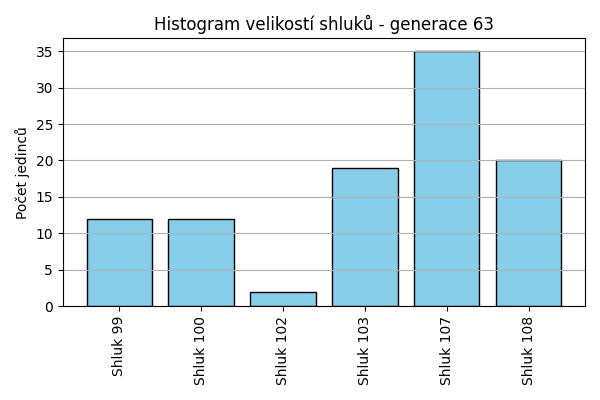 Histogram velikostí shluků - generace 63
Počet jedinců
35
30
25
20
15
10
5
0
Shluk 99
Shluk 100
Shluk 102
Shluk 103
Shluk 107
Shluk 108